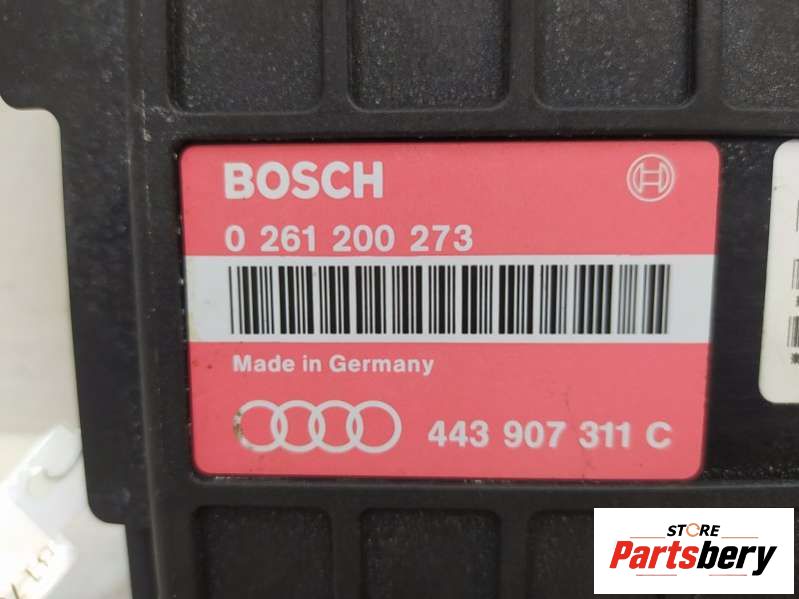 BOSCH
0 261 200 273
Made in Germany
443 907 311 C
STORE
Partsbery